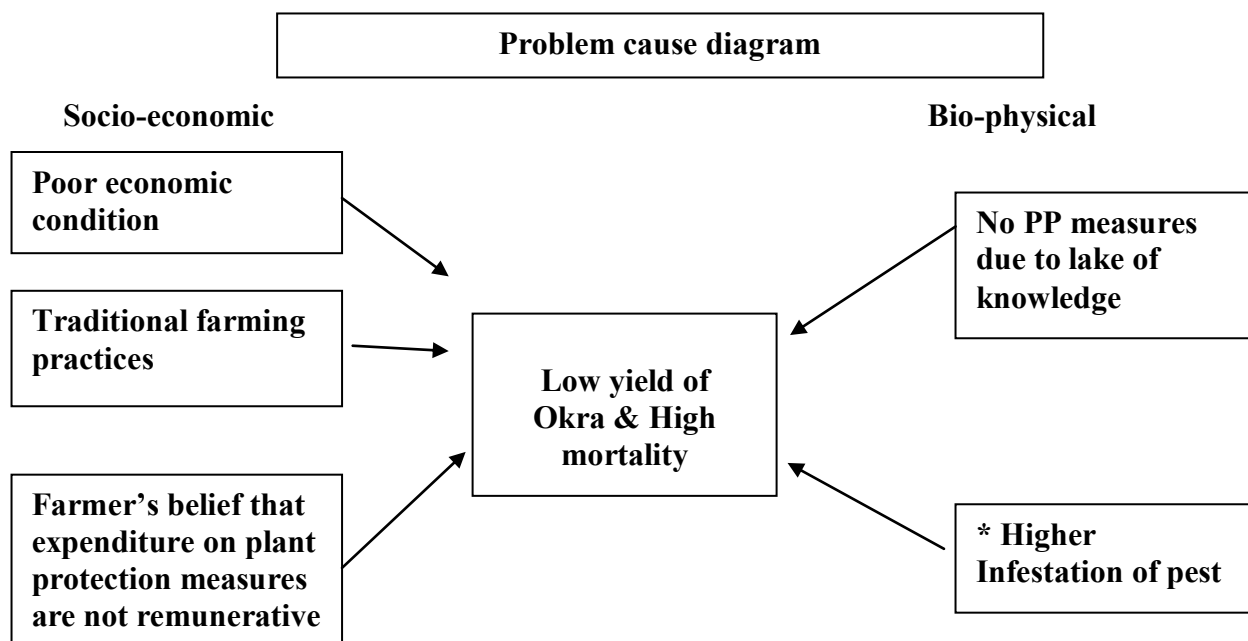 Problem cause diagram
Socio-economic
Bio-physical
Poor economic
condition
Traditional farming
practices
Farmer’s belief that
expenditure on plant
protection measures
are not remunerative
Low yield of
Okra & High
mortality
No PP measures
due to lake of
knowledge
* Higher
Infestation of pest